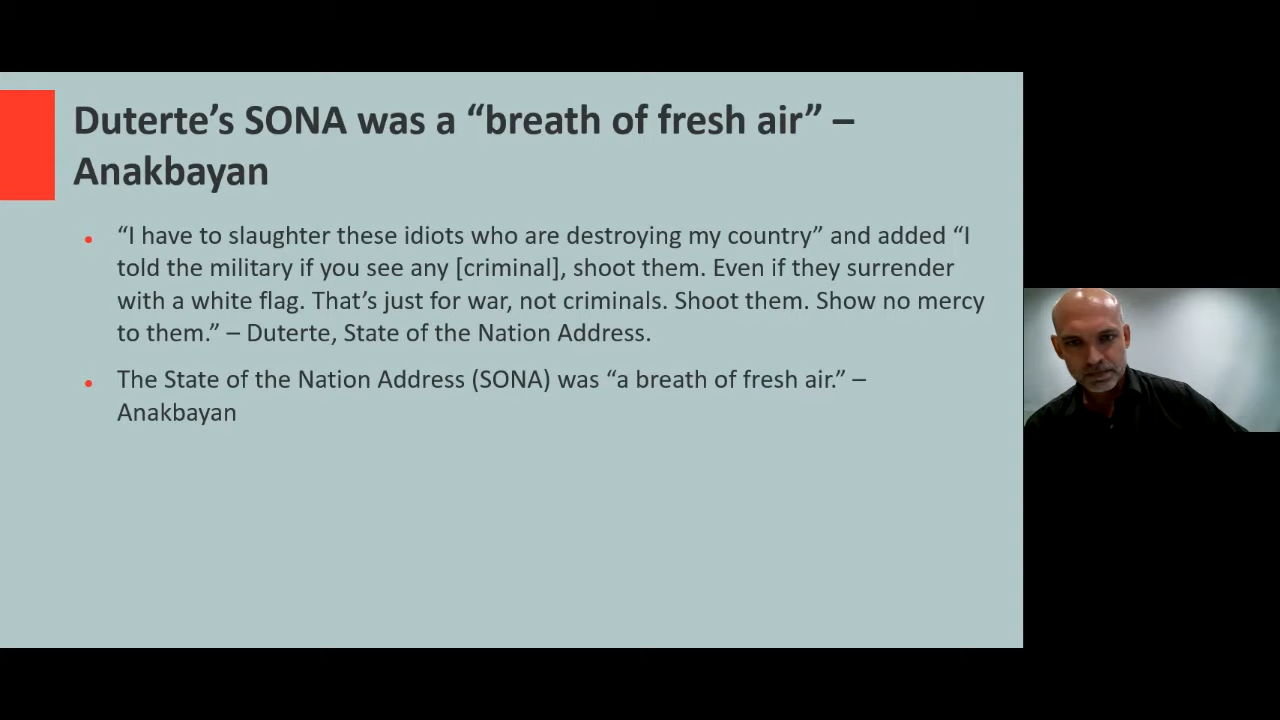 Duterte’s SONA was a “breath of fresh air” –
Anakbayan
“I have to slaughter these idiots who are destroying my country” and added “I
told the military if you see any [criminal], shoot them. Even if they surrender
with a white flag. That’s just for war, not criminals. Shoot them. Show no mercy
to them.” – Duterte, State of the Nation Address.
The State of the Nation Address (SONA) was “a breath of fresh air.” –
Anakbayan